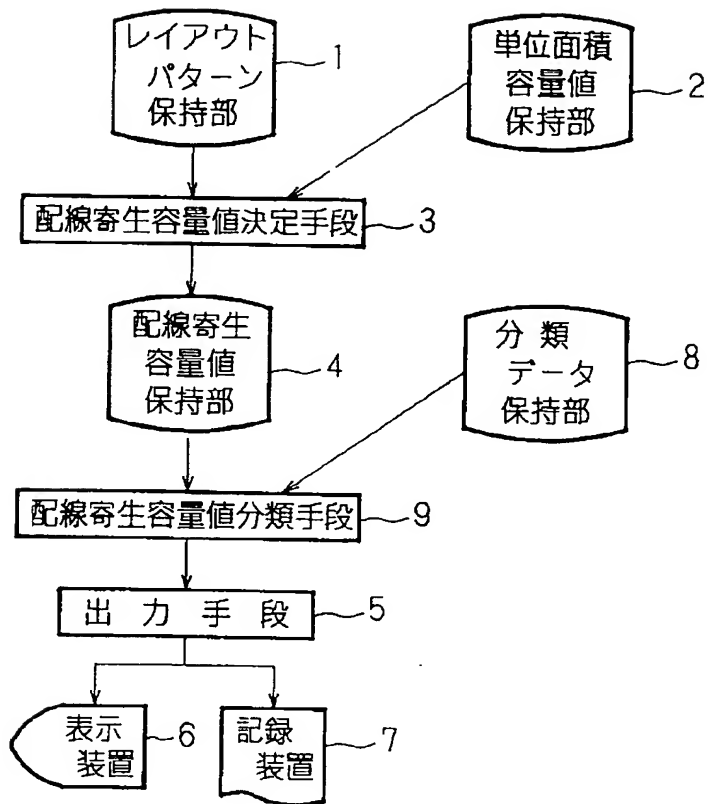 レイアウト
パターン
保持部
1
単位面積
容量値
保持部
2
配線寄生容量値決定手段
3
配線寄生
容量値
保持部
4
分類
データ
保持部
8
配線寄生容量値分類手段
9
出力手段
5
表示
装置
6
記録
装置
7